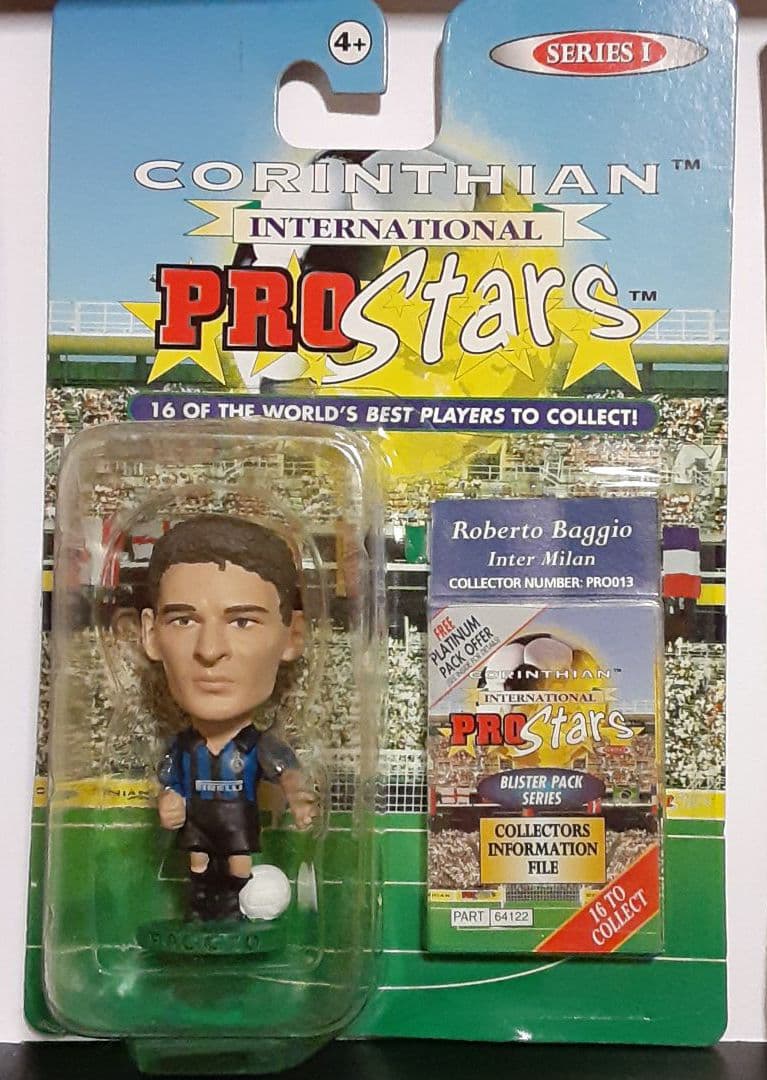 4+
SERIES I
CORINTHIAN™
INTERNATIONAL
PROStars™
16 OF THE WORLD'S BEST PLAYERS TO COLLECT!
Roberto Baggio
Inter Milan
COLLECTOR NUMBER: PRO013
FREE
PLATINUM
PACK OFFER
CORINTHIAN™
INTERNATIONAL
PROStars
BLISTER PACK
SERIES
COLLECTORS
INFORMATION
FILE
PART 64122
16 TO
COLLECT
PIRELLI
BAGGIO